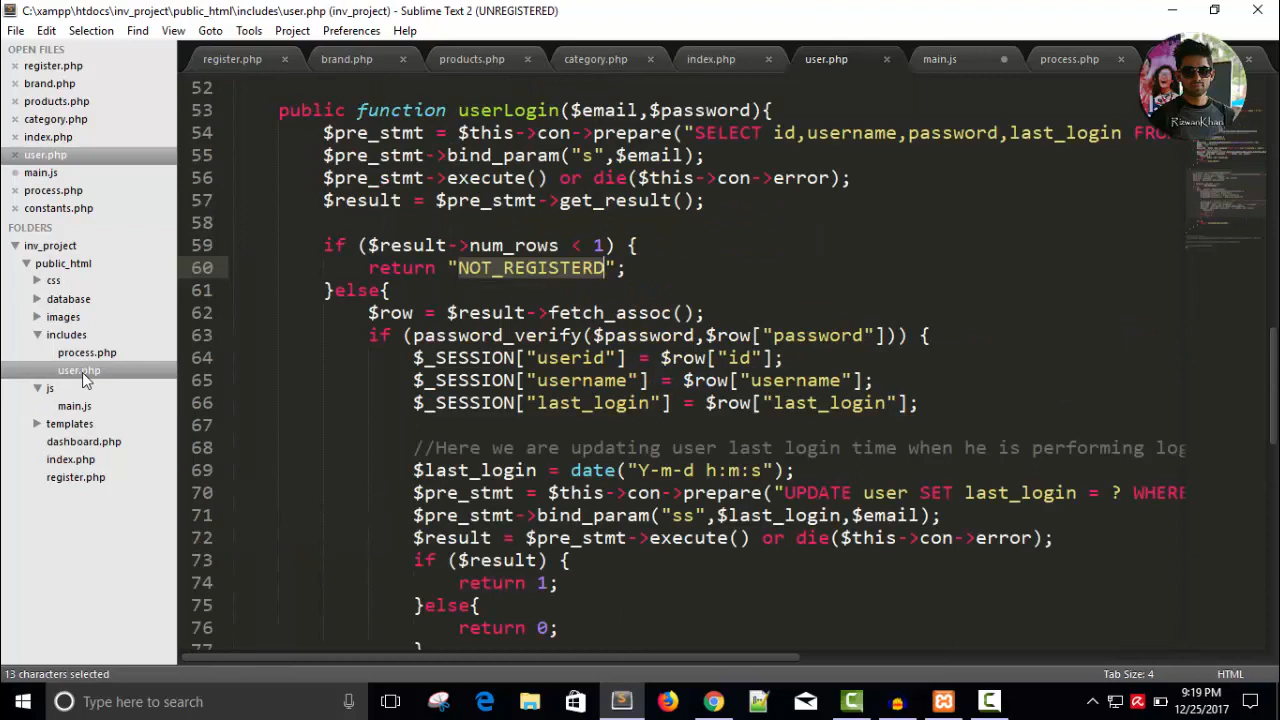 C:\xampp\htdocs\inv_project\public_html\includes\user.php (inv_project) - Sublime Text 2 (UNREGISTERED)
File Edit Selection Find View Goto Tools Project Preferences Help
OPEN FILES
register.php
brand.php
products.php
category.php
index.php
user.php
main.js
process.php
constants.php
FOLDERS
inv_project
public_html
css
database
images
includes
process.php
user.php
js
main.js
templates
dashboard.php
index.php
register.php
register.php brand.php products.php category.php index.php user.php main.js process.php
RizwanKhan
52
53 public function userLogin($email,$password){
54 $pre_stmt = $this->con->prepare("SELECT id,username,password,last_login FRO
55 $pre_stmt->bind_param("s",$email);
56 $pre_stmt->execute() or die($this->con->error);
57 $result = $pre_stmt->get_result();
58
59 if ($result->num_rows < 1) {
60 return "NOT_REGISTERD";
61 }else{
62 $row = $result->fetch_assoc();
63 if (password_verify($password,$row["password"])) {
64 $_SESSION["userid"] = $row["id"];
65 $_SESSION["username"] = $row["username"];
66 $_SESSION["last_login"] = $row["last_login"];
67
68 //Here we are updating user last login time when he is performing log
69 $last_login = date("Y-m-d h:m:s");
70 $pre_stmt = $this->con->prepare("UPDATE user SET last_login = ? WHERE
71 $pre_stmt->bind_param("ss",$last_login,$email);
72 $result = $pre_stmt->execute() or die($this->con->error);
73 if ($result) {
74 return 1;
75 }else{
76 return 0;
77 }
13 characters selected Tab Size: 4 HTML
Type here to search
9:19 PM
12/25/2017